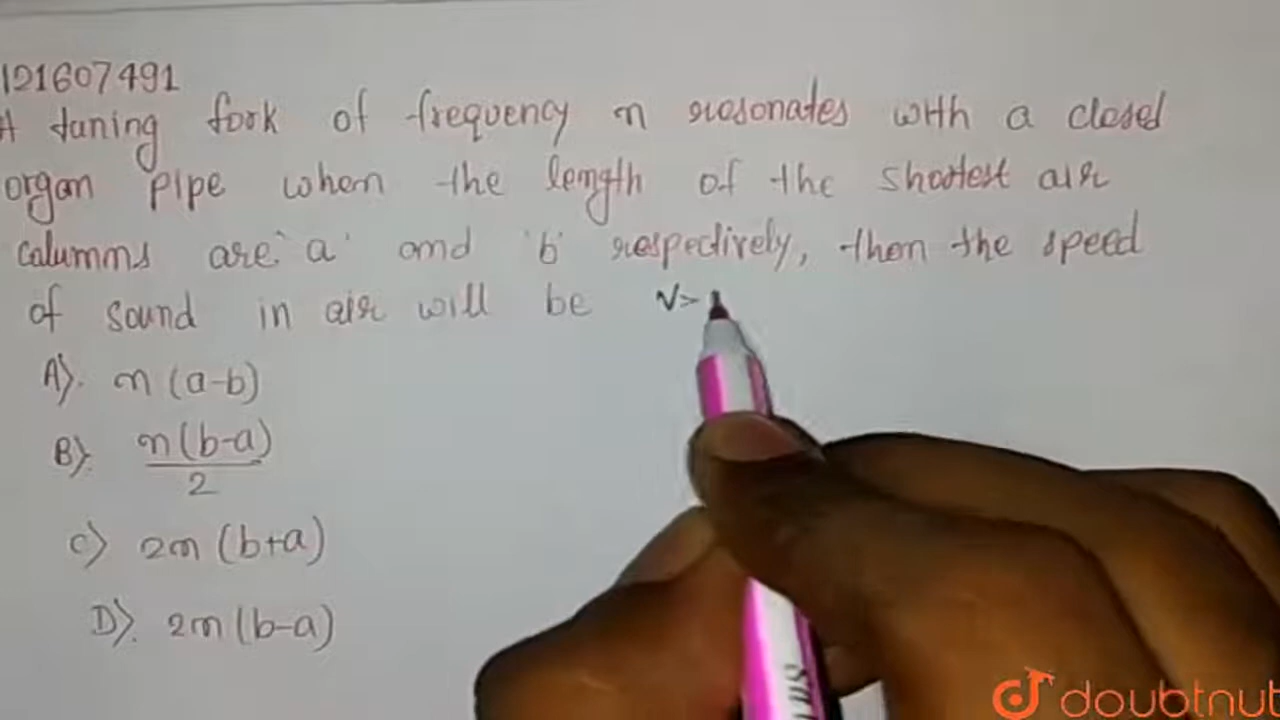 121607491
A tuning fork of frequency n resonates with a closed
organ pipe when the length of the shortest air
columns are 'a' and 'b' respectively, then the speed
of sound in air will be V=
A). n(a-b)
B). n(b-a)/2
C) 2n(b+a)
D). 2n(b-a)
doubtnut